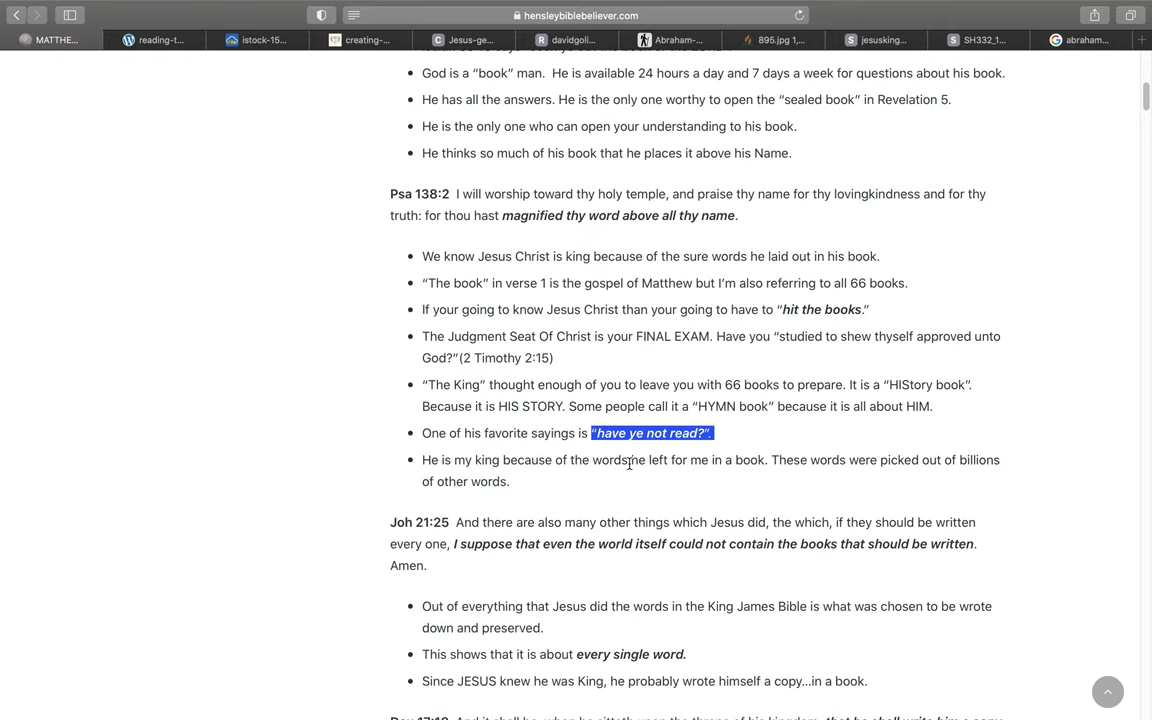 hensleybiblebeliever.com
MATTHE...
reading-t...
istock-15...
creating-...
Jesus-ge...
davidgoli...
Abraham-...
895.jpg 1,...
jesusking...
SH332_1...
abraham...
God is a “book” man.  He is available 24 hours a day and 7 days a week for questions about his book.
He has all the answers. He is the only one worthy to open the “sealed book” in Revelation 5.
He is the only one who can open your understanding to his book.
He thinks so much of his book that he places it above his Name.
Psa 138:2  I will worship toward thy holy temple, and praise thy name for thy lovingkindness and for thy
truth: for thou hast magnified thy word above all thy name.
We know Jesus Christ is king because of the sure words he laid out in his book.
“The book” in verse 1 is the gospel of Matthew but I’m also referring to all 66 books.
If your going to know Jesus Christ than your going to have to “hit the books.”
The Judgment Seat Of Christ is your FINAL EXAM. Have you “studied to shew thyself approved unto
God?”(2 Timothy 2:15)
“The King” thought enough of you to leave you with 66 books to prepare. It is a “HIStory book”.
Because it is HIS STORY. Some people call it a “HYMN book” because it is all about HIM.
One of his favorite sayings is “have ye not read?”.
He is my king because of the words he left for me in a book. These words were picked out of billions
of other words.
Joh 21:25  And there are also many other things which Jesus did, the which, if they should be written
every one, I suppose that even the world itself could not contain the books that should be written.
Amen.
Out of everything that Jesus did the words in the King James Bible is what was chosen to be wrote
down and preserved.
This shows that it is about every single word.
Since JESUS knew he was King, he probably wrote himself a copy...in a book.